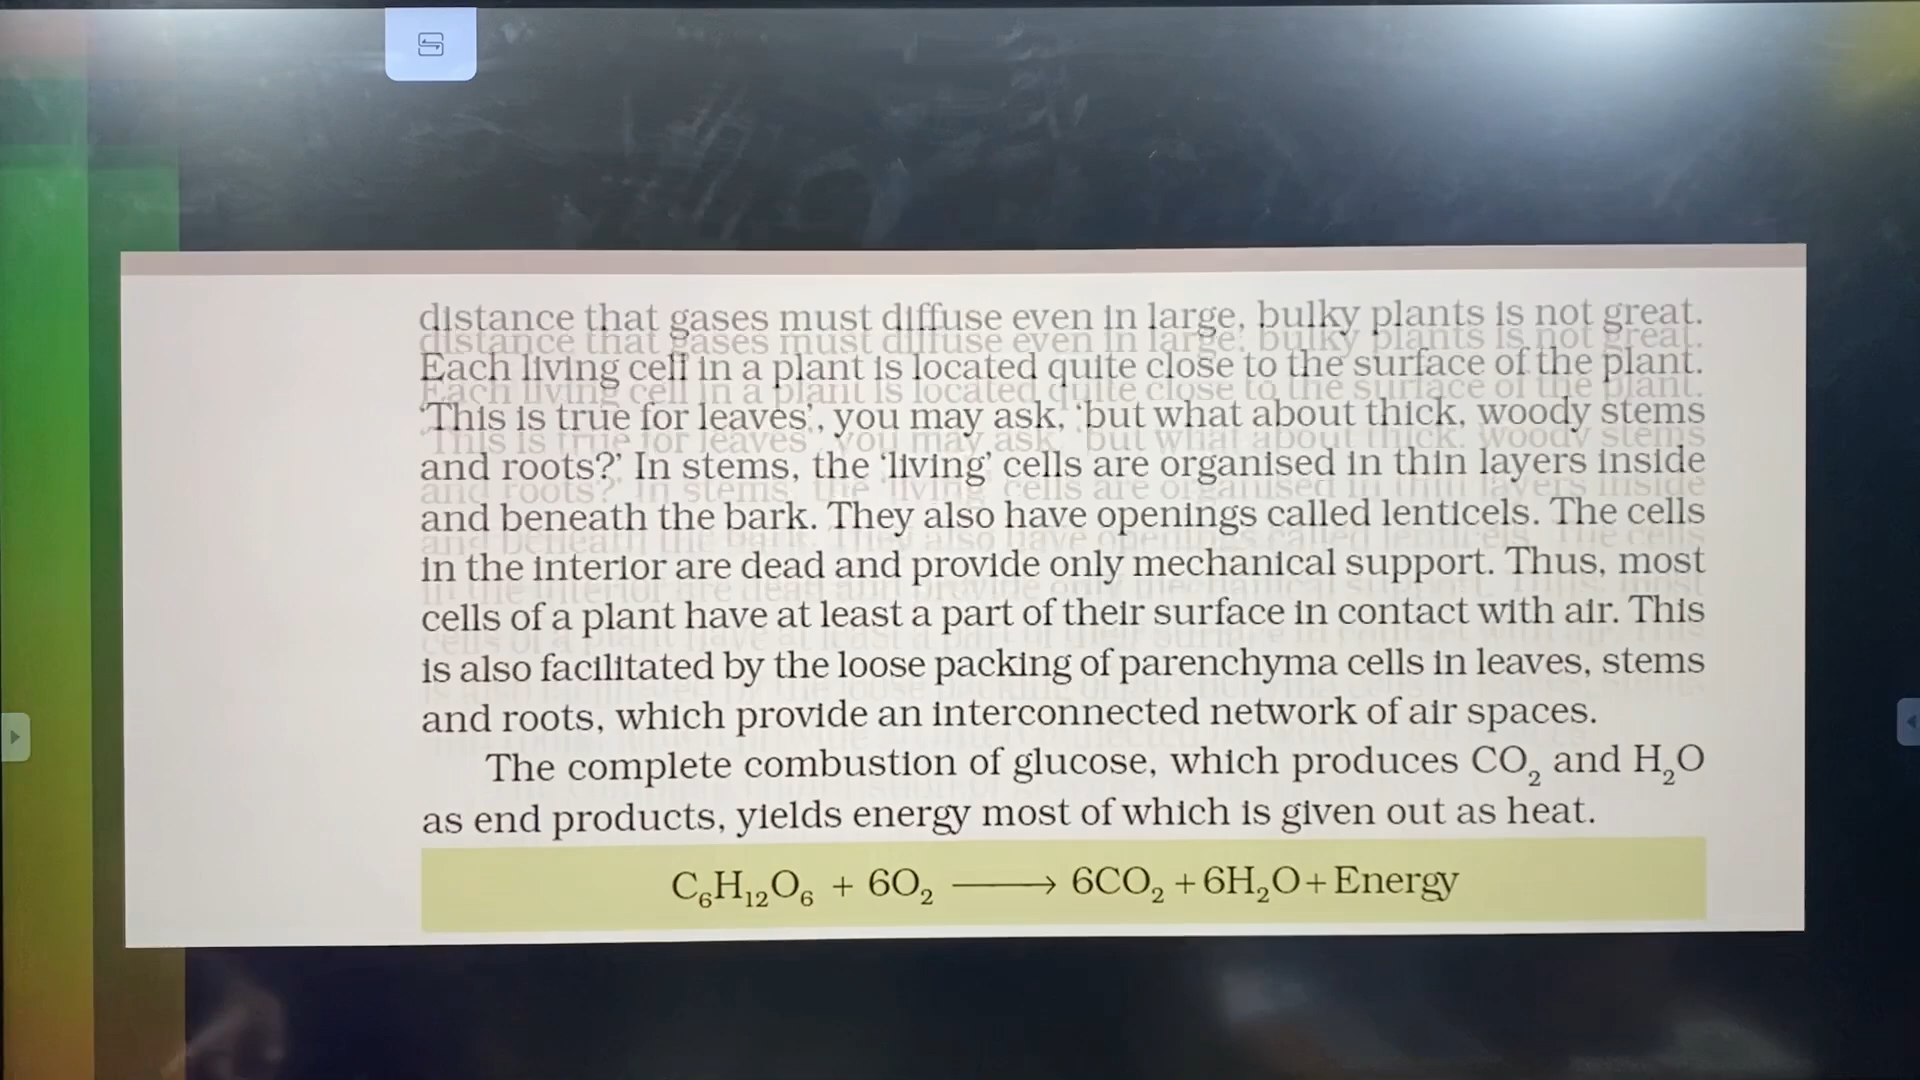 distance that gases must diffuse even in large, bulky plants is not great.
Each living cell in a plant is located quite close to the surface of the plant.
‘This is true for leaves’, you may ask, ‘but what about thick, woody stems
and roots?’ In stems, the ‘living’ cells are organised in thin layers inside
and beneath the bark. They also have openings called lenticels. The cells
in the interior are dead and provide only mechanical support. Thus, most
cells of a plant have at least a part of their surface in contact with air. This
is also facilitated by the loose packing of parenchyma cells in leaves, stems
and roots, which provide an interconnected network of air spaces.
The complete combustion of glucose, which produces CO₂ and H₂O
as end products, yields energy most of which is given out as heat.
C₆H₁₂O₆ + 6O₂ ⟶ 6CO₂ + 6H₂O + Energy